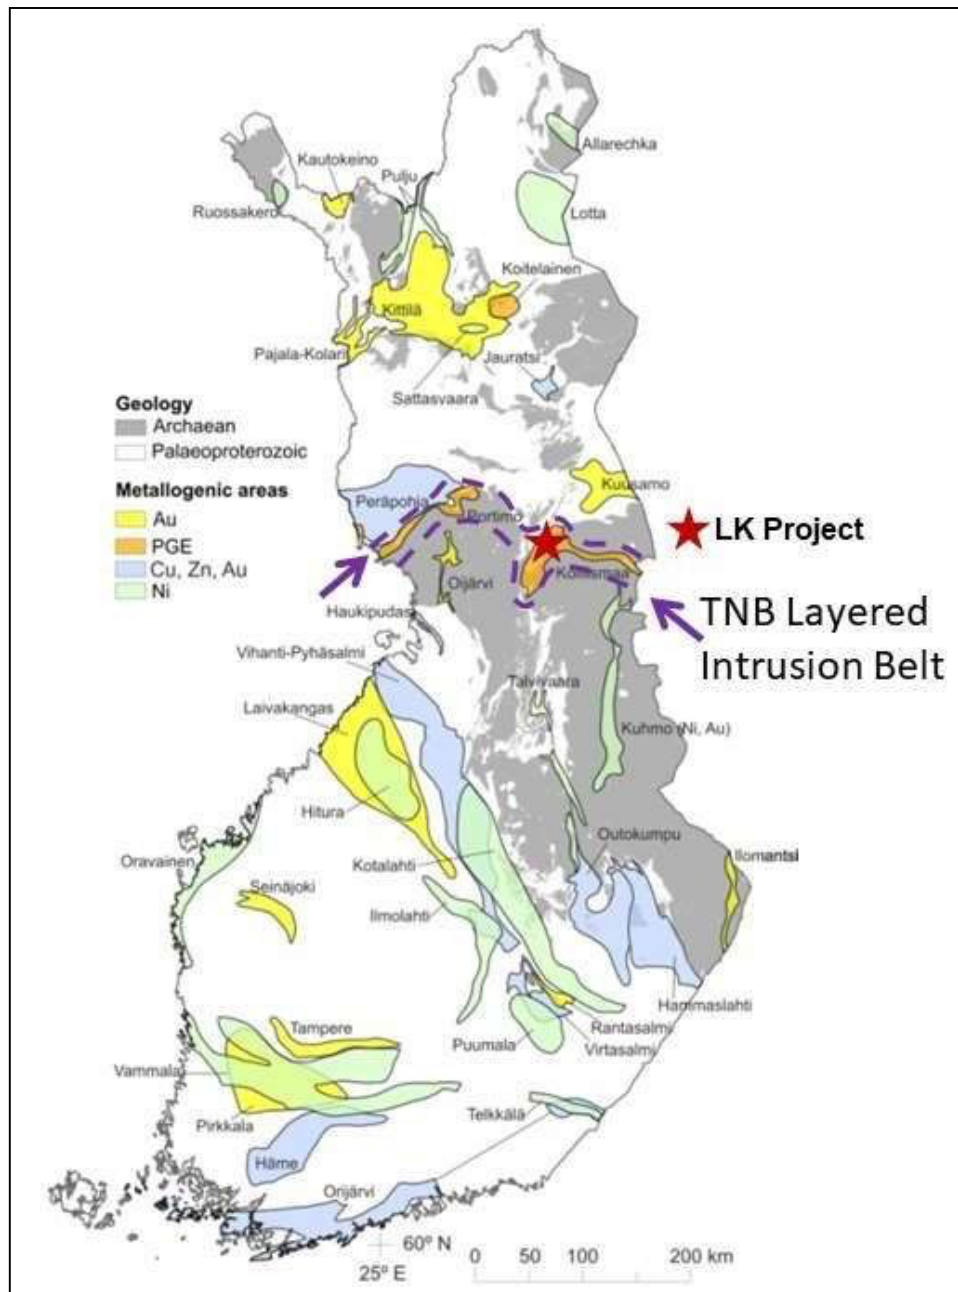 Allarechka
Kautokeino
Pulju
Ruossakero
Lotta
Koitelainen
Kittilä
Pajala-Kolari
Jauratsi
Sattasvaara
Geology
Archaean
Palaeoproterozoic
Metallogenic areas
Au
PGE
Cu, Zn, Au
Ni
Kuusamo
Peräpohja
Portimo
LK Project
Koillismaa
Oijärvi
Haukipudas
TNB Layered
Intrusion Belt
Vihanti-Pyhäsalmi
Talvivaara
Laivakangas
Kuhmo (Ni, Au)
Hitura
Outokumpu
Ilomantsi
Oravainen
Kotalahti
Seinäjoki
Ilmolahti
Hammaslahti
Rantasalmi
Tampere
Puumala
Virtasalmi
Vammala
Telkkälä
Pirkkala
Häme
Orijärvi
60° N
25° E
0 100 200 km